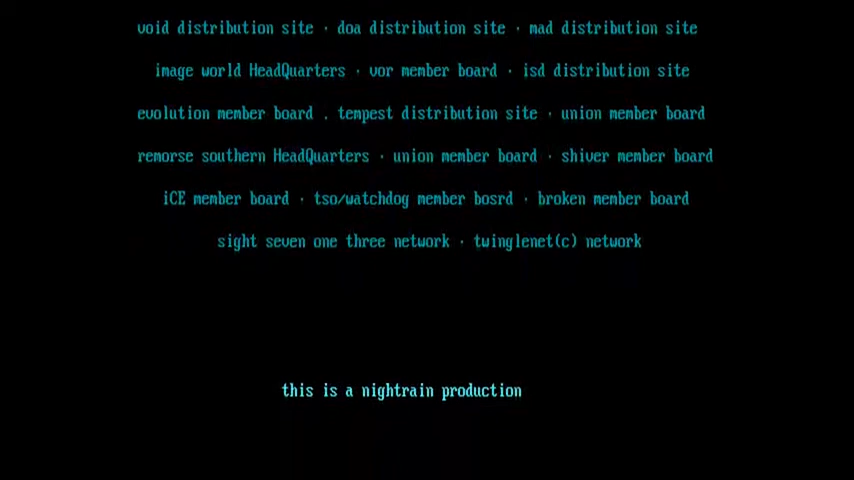 void distribution site · doa distribution site · mad distribution site
image world HeadQuarters · vor member board · isd distribution site
evolution member board . tempest distribution site · union member board
remorse southern HeadQuarters · union member board · shiver member board
iCE member board · tso/watchdog member bosrd · broken member board
sight seven one three network · twinglenet(c) network
this is a nightrain production